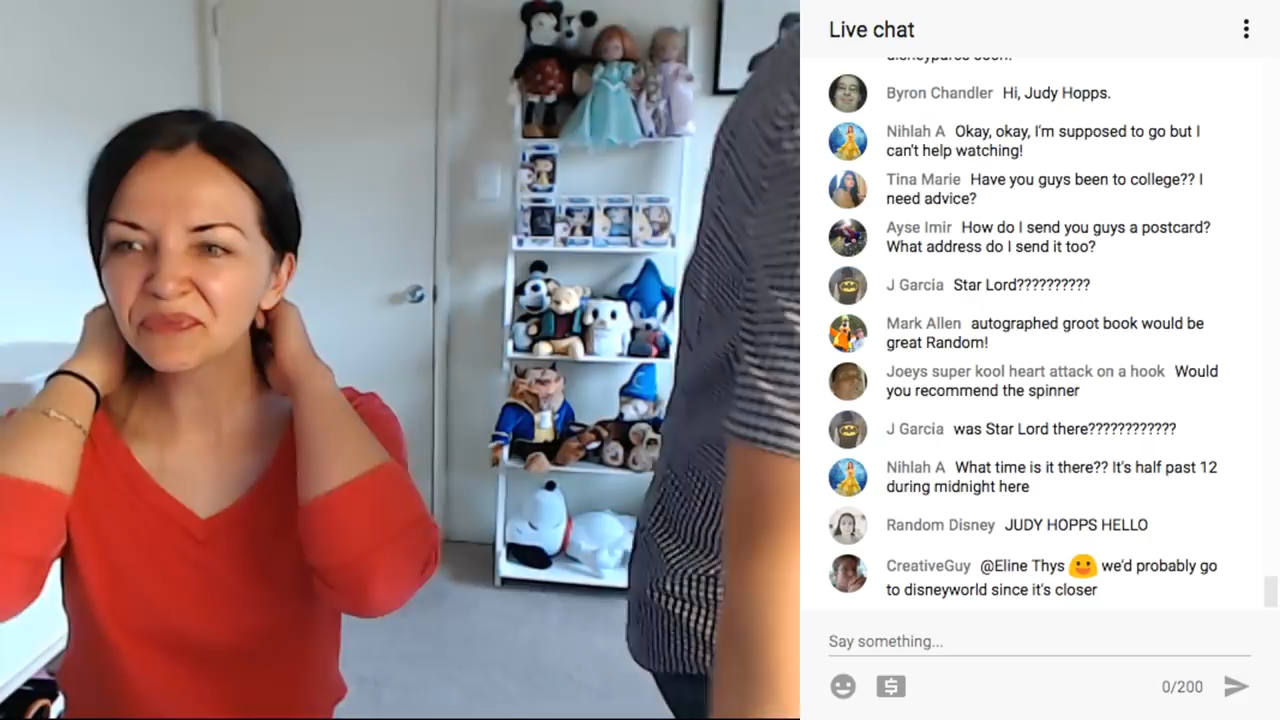 Live chat
disneyparcs soon!
Byron Chandler Hi, Judy Hopps.
Nihlah A Okay, okay, I'm supposed to go but I
can't help watching!
Tina Marie Have you guys been to college?? I
need advice?
Ayse Imir How do I send you guys a postcard?
What address do I send it too?
J Garcia Star Lord??????????
Mark Allen autographed groot book would be
great Random!
Joeys super kool heart attack on a hook Would
you recommend the spinner
J Garcia was Star Lord there????????????
Nihlah A What time is it there?? It's half past 12
during midnight here
Random Disney JUDY HOPPS HELLO
CreativeGuy @Eline Thys we'd probably go
to disneyworld since it's closer
Say something...
0/200